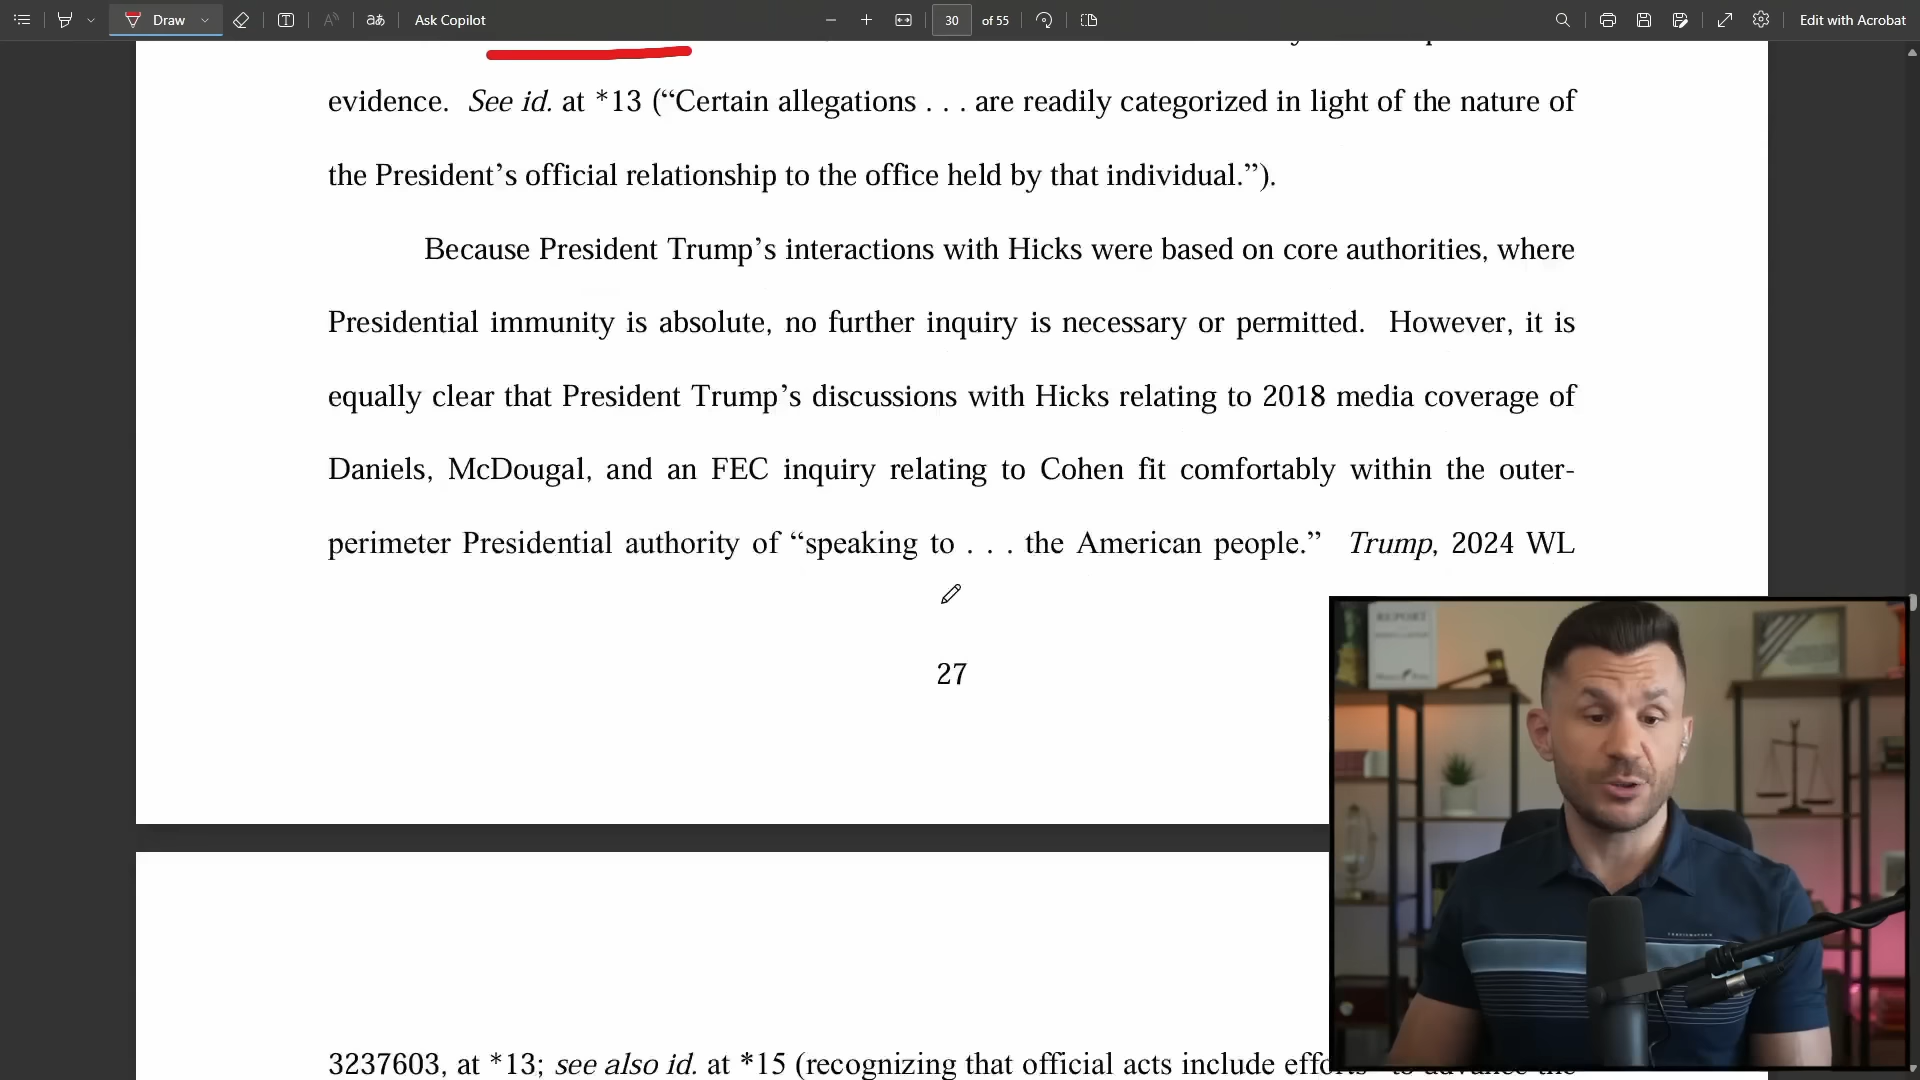 Draw
aあ
Ask Copilot
30
of 55
Edit with Acrobat
evidence. See id. at *13 (“Certain allegations . . . are readily categorized in light of the nature of
the President’s official relationship to the office held by that individual.”).
Because President Trump’s interactions with Hicks were based on core authorities, where
Presidential immunity is absolute, no further inquiry is necessary or permitted. However, it is
equally clear that President Trump’s discussions with Hicks relating to 2018 media coverage of
Daniels, McDougal, and an FEC inquiry relating to Cohen fit comfortably within the outer-
perimeter Presidential authority of “speaking to . . . the American people.” Trump, 2024 WL
27
REPORT
3237603, at *13; see also id. at *15 (recognizing that official acts include